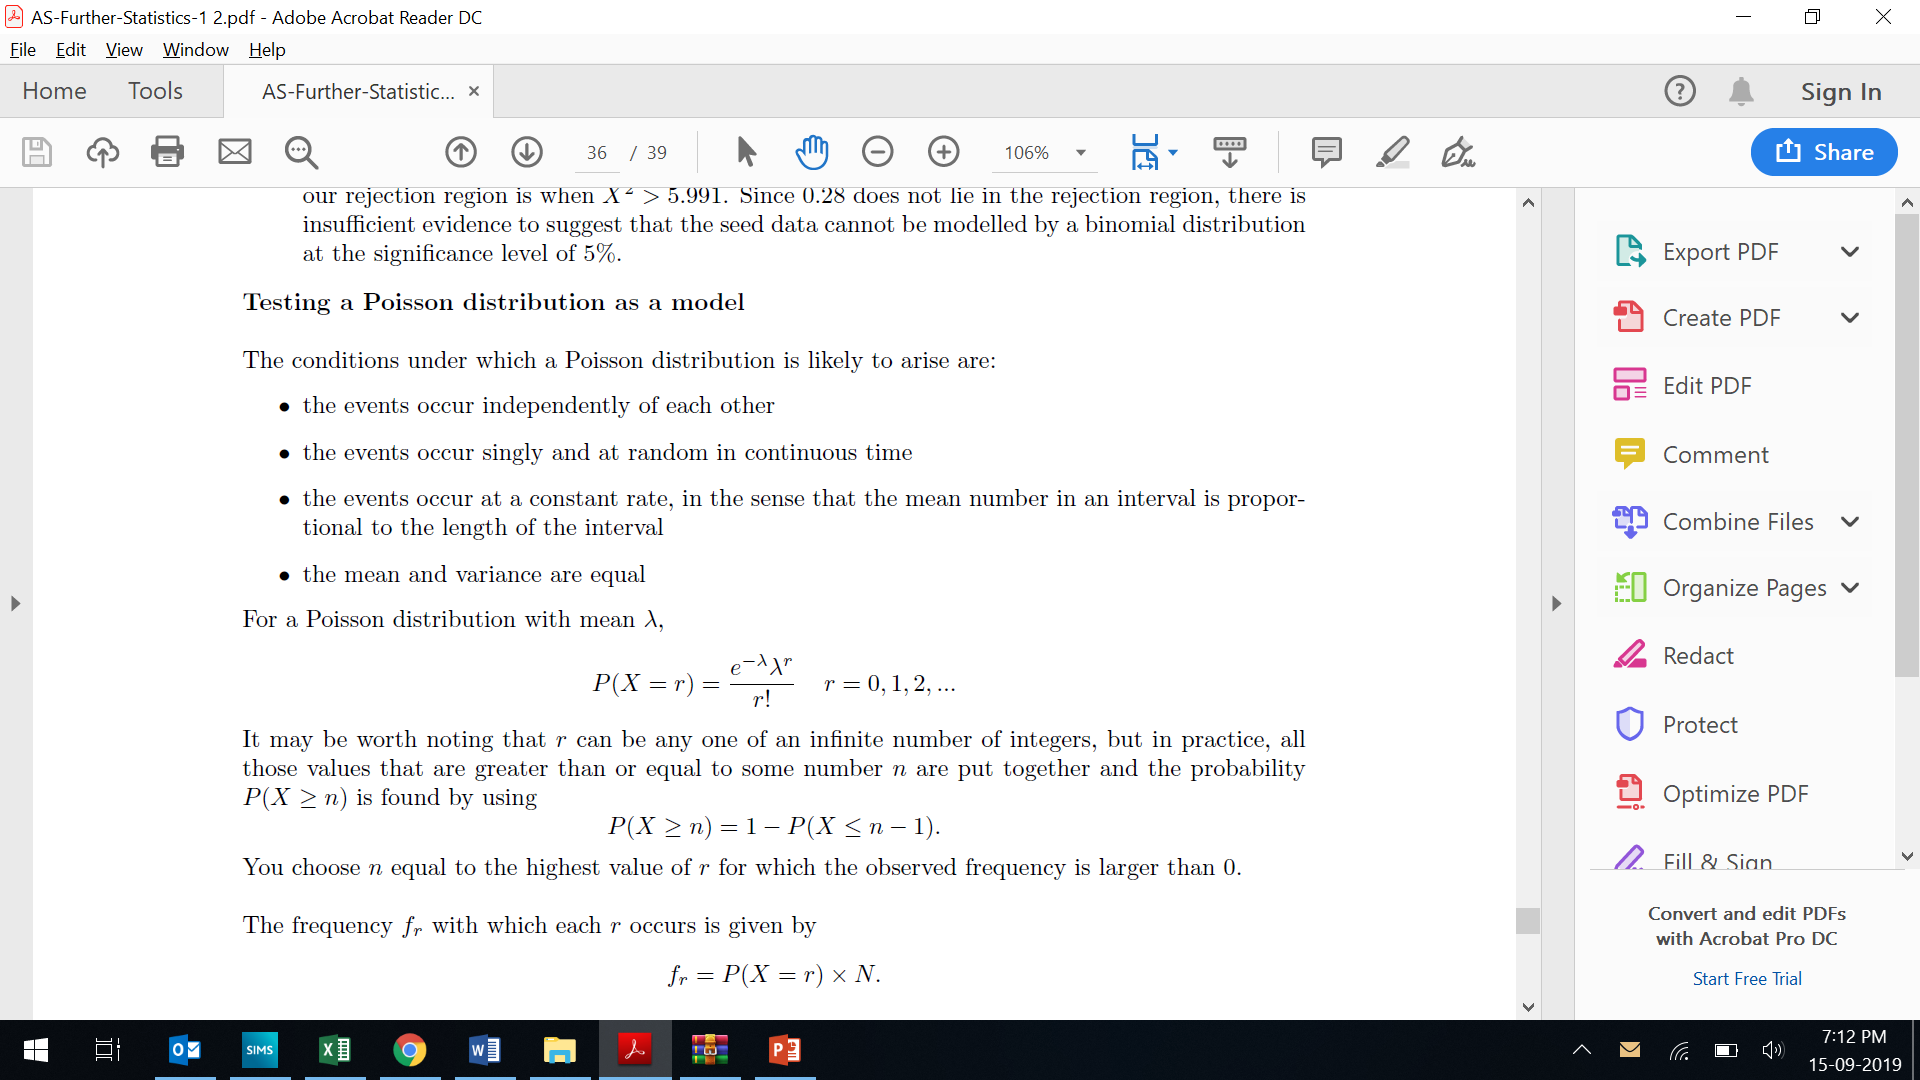 AS-Further-Statistics-1 2.pdf - Adobe Acrobat Reader DC
File Edit View Window Help
Home Tools AS-Further-Statistic... × Sign In
36 / 39 106% Share
our rejection region is when X² > 5.991. Since 0.28 does not lie in the rejection region, there is
insufficient evidence to suggest that the seed data cannot be modelled by a binomial distribution
at the significance level of 5%.
Testing a Poisson distribution as a model
The conditions under which a Poisson distribution is likely to arise are:
• the events occur independently of each other
• the events occur singly and at random in continuous time
• the events occur at a constant rate, in the sense that the mean number in an interval is propor-
tional to the length of the interval
• the mean and variance are equal
For a Poisson distribution with mean λ,
P(X = r) = e^{-λ} λ^r / r!   r = 0, 1, 2, ...
It may be worth noting that r can be any one of an infinite number of integers, but in practice, all
those values that are greater than or equal to some number n are put together and the probability
P(X ≥ n) is found by using
P(X ≥ n) = 1 − P(X ≤ n − 1).
You choose n equal to the highest value of r for which the observed frequency is larger than 0.
The frequency f_r with which each r occurs is given by
f_r = P(X = r) × N.
Export PDF
Create PDF
Edit PDF
Comment
Combine Files
Organize Pages
Redact
Protect
Optimize PDF
Fill & Sign
Convert and edit PDFs
with Acrobat Pro DC
Start Free Trial
SIMS
7:12 PM
15-09-2019